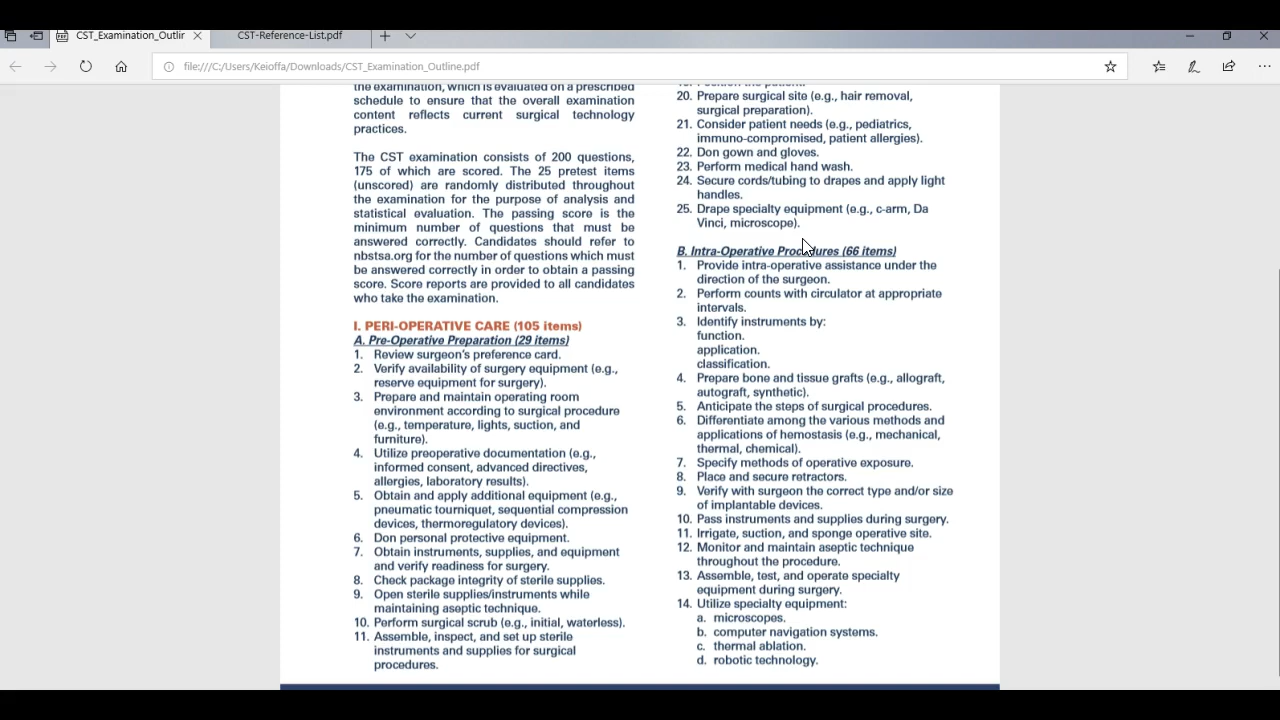 CST_Examination_Outlir
CST-Reference-List.pdf
file:///C:/Users/Keioffa/Downloads/CST_Examination_Outline.pdf
the examination, which is evaluated on a prescribed
schedule to ensure that the overall examination
content reflects current surgical technology
practices.
The CST examination consists of 200 questions,
175 of which are scored. The 25 pretest items
(unscored) are randomly distributed throughout
the examination for the purpose of analysis and
statistical evaluation. The passing score is the
minimum number of questions that must be
answered correctly. Candidates should refer to
nbstsa.org for the number of questions which must
be answered correctly in order to obtain a passing
score. Score reports are provided to all candidates
who take the examination.
I. PERI-OPERATIVE CARE (105 items)
A. Pre-Operative Preparation (29 items)
1. Review surgeon's preference card.
2. Verify availability of surgery equipment (e.g.,
reserve equipment for surgery).
3. Prepare and maintain operating room
environment according to surgical procedure
(e.g., temperature, lights, suction, and
furniture).
4. Utilize preoperative documentation (e.g.,
informed consent, advanced directives,
allergies, laboratory results).
5. Obtain and apply additional equipment (e.g.,
pneumatic tourniquet, sequential compression
devices, thermoregulatory devices).
6. Don personal protective equipment.
7. Obtain instruments, supplies, and equipment
and verify readiness for surgery.
8. Check package integrity of sterile supplies.
9. Open sterile supplies/instruments while
maintaining aseptic technique.
10. Perform surgical scrub (e.g., initial, waterless).
11. Assemble, inspect, and set up sterile
instruments and supplies for surgical
procedures.
20. Prepare surgical site (e.g., hair removal,
surgical preparation).
21. Consider patient needs (e.g., pediatrics,
immuno-compromised, patient allergies).
22. Don gown and gloves.
23. Perform medical hand wash.
24. Secure cords/tubing to drapes and apply light
handles.
25. Drape specialty equipment (e.g., c-arm, Da
Vinci, microscope).
B. Intra-Operative Procedures (66 items)
1. Provide intra-operative assistance under the
direction of the surgeon.
2. Perform counts with circulator at appropriate
intervals.
3. Identify instruments by:
function.
application.
classification.
4. Prepare bone and tissue grafts (e.g., allograft,
autograft, synthetic).
5. Anticipate the steps of surgical procedures.
6. Differentiate among the various methods and
applications of hemostasis (e.g., mechanical,
thermal, chemical).
7. Specify methods of operative exposure.
8. Place and secure retractors.
9. Verify with surgeon the correct type and/or size
of implantable devices.
10. Pass instruments and supplies during surgery.
11. Irrigate, suction, and sponge operative site.
12. Monitor and maintain aseptic technique
throughout the procedure.
13. Assemble, test, and operate specialty
equipment during surgery.
14. Utilize specialty equipment:
a. microscopes.
b. computer navigation systems.
c. thermal ablation.
d. robotic technology.